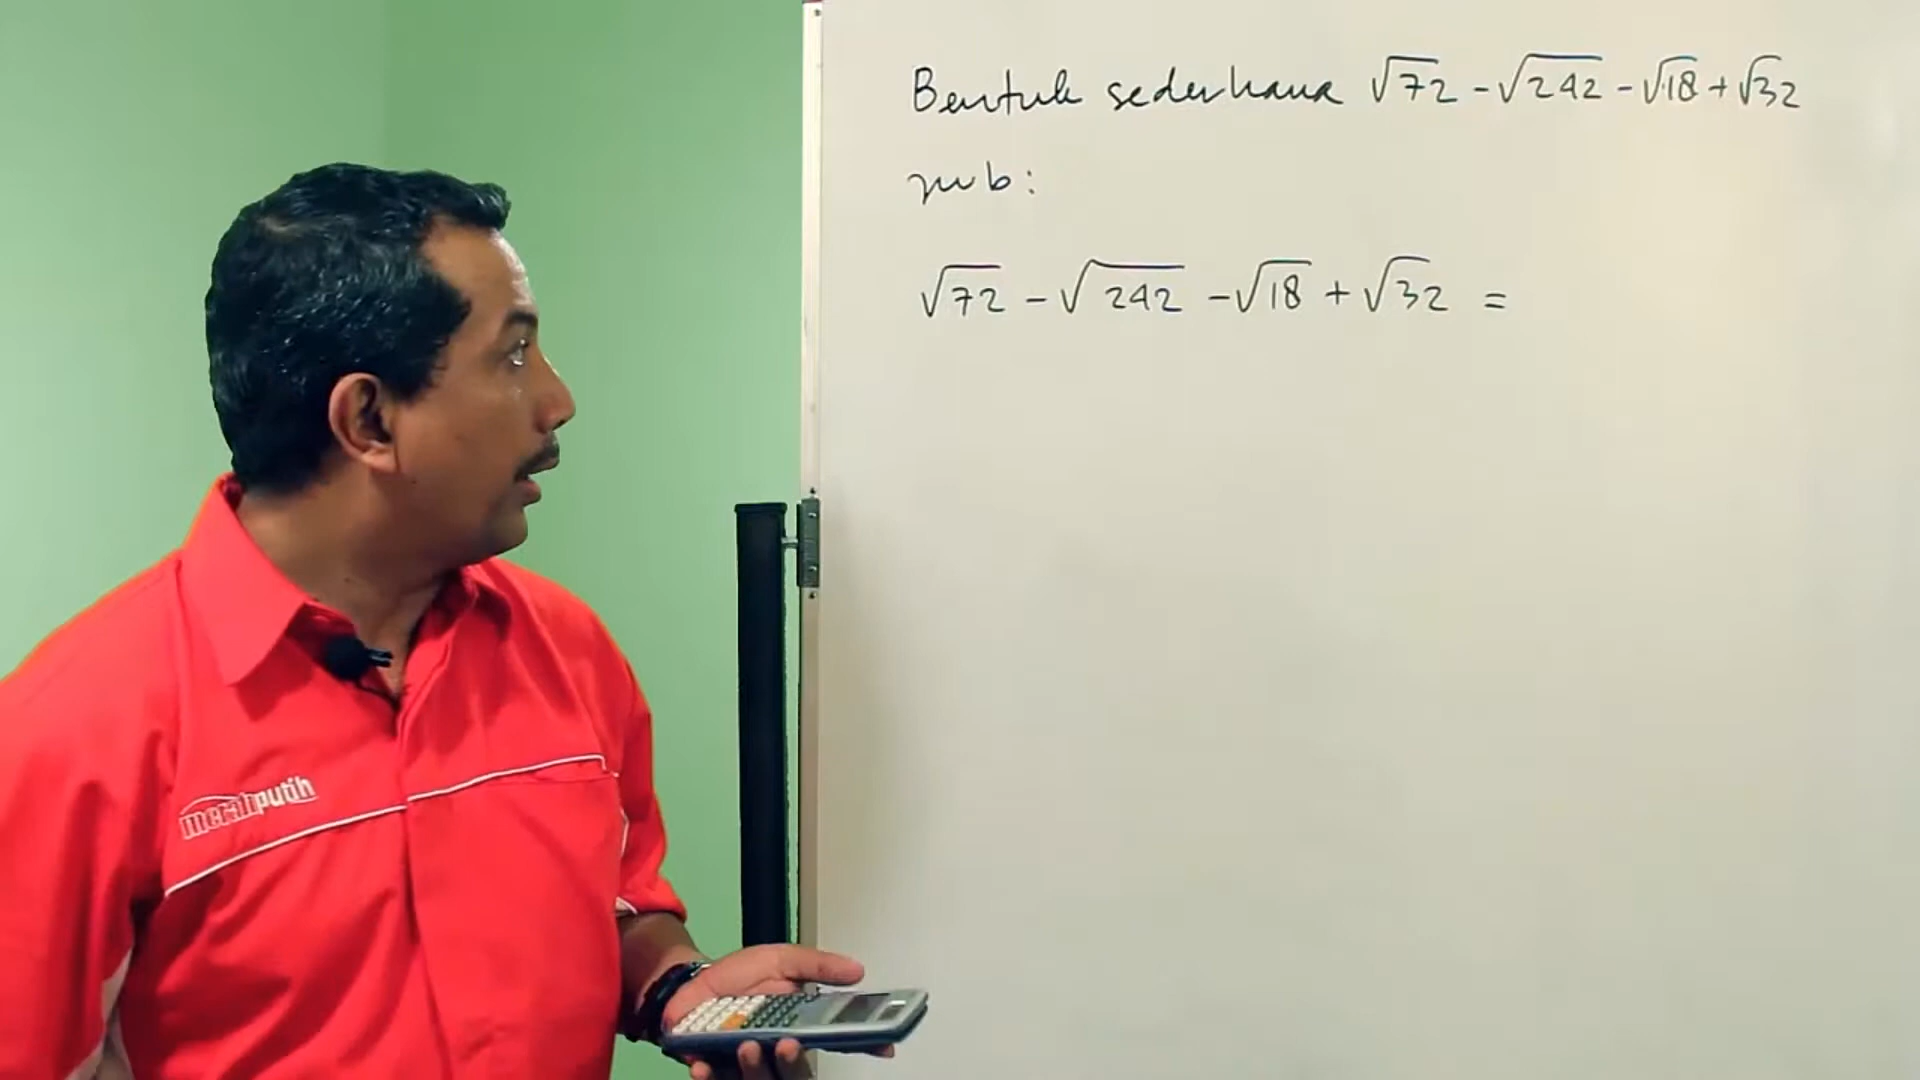 Bentuk sederhana √72 - √242 - √18 + √32
jwb:
√72 - √242 - √18 + √32 =
merahputih